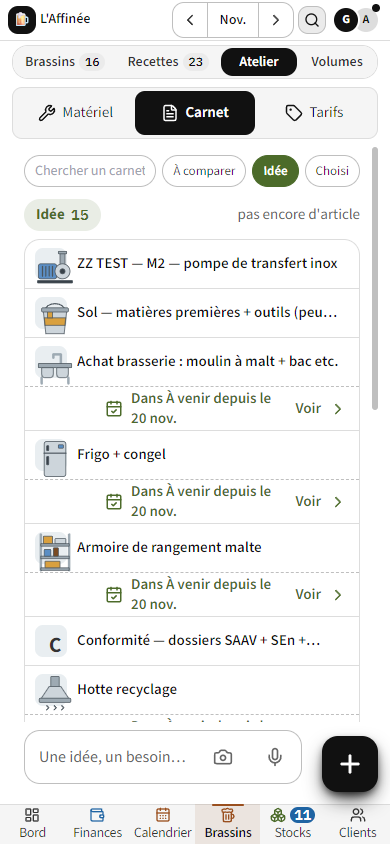 L'Affinée
Nov.
G
A
Brassins 16
Recettes 23
Atelier
Volumes
Matériel
Carnet
Tarifs
Chercher un carnet
À comparer
Idée
Choisi
Idée 15
pas encore d'article
ZZ TEST — M2 — pompe de transfert inox
Sol — matières premières + outils (peu…
Achat brasserie : moulin à malt + bac etc.
Dans À venir depuis le
20 nov.
Voir
Frigo + congel
Dans À venir depuis le
20 nov.
Voir
Armoire de rangement malte
Dans À venir depuis le
20 nov.
Voir
C
Conformité — dossiers SAAV + SEn +…
Hotte recyclage
Une idée, un besoin…
Bord
Finances
Calendrier
Brassins
11
Stocks
Clients